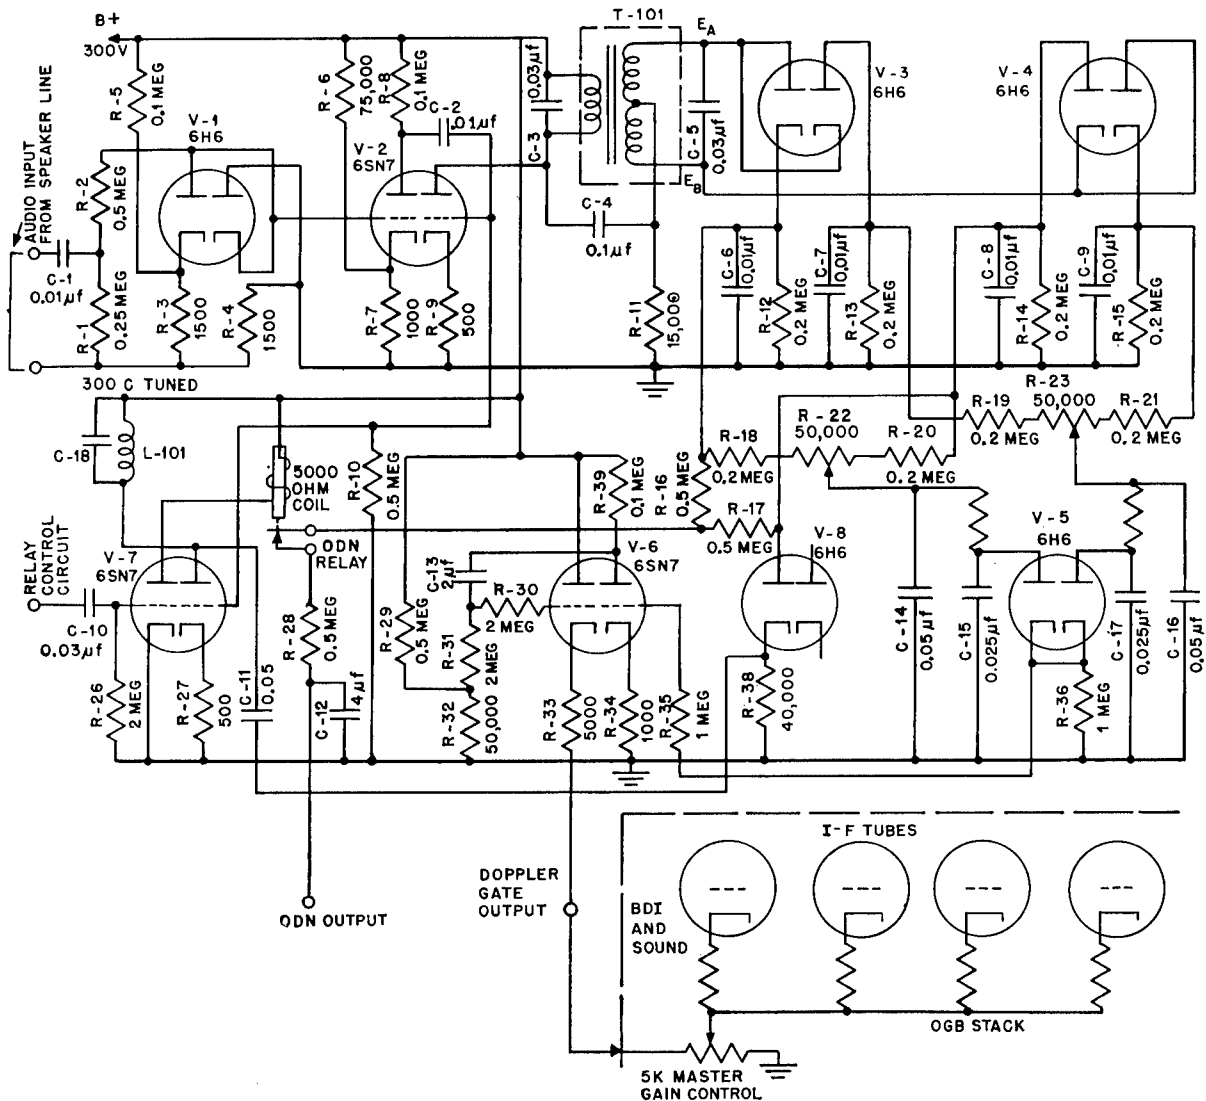 B+
300V
T-101
EA
EB
AUDIO INPUT
FROM SPEAKER LINE
R-5
0.1 MEG
V-1
6H6
R-2
0.5 MEG
C-1
0.01µf
R-1
0.25MEG
R-3
1500
R-4
1500
R-6
75,000
R-8
0.1 MEG
C-2
.01µf
V-2
6SN7
R-7
1000
R-9
500
0.03µf
C-3
C-4
0.1µf
C-5
0.03µf
R-11
15,000
V-3
6H6
V-4
6H6
C-6
0.01µf
R-12
0.2 MEG
C-7
0.01µf
R-13
0.2 MEG
C-8
0.01µf
R-14
0.2 MEG
C-9
0.01µf
R-15
0.2 MEG
300 C TUNED
C-18
L-101
5000
OHM
COIL
R-10
0.5 MEG
R-39
0.1 MEG
R-16
0.5 MEG
R-18
0.2 MEG
R-22
50,000
R-20
0.2 MEG
R-19
0.2 MEG
R-23
50,000
R-21
0.2 MEG
R-17
0.5 MEG
RELAY
CONTROL
CIRCUIT
V-7
6SN7
ODN
RELAY
C-10
0.03µf
R-26
2 MEG
R-27
500
C-11
0.05
R-28
0.5 MEG
C-12
4µf
R-29
0.5 MEG
C-13
2µf
R-30
2 MEG
R-31
2MEG
R-32
50,000
V-6
6SN7
R-33
5000
R-34
1000
R-35
1 MEG
V-8
6H6
R-38
40,000
C-14
0.05µf
C-15
0.025µf
V-5
6H6
R-36
1 MEG
C-17
0.025µf
C-16
0.05µf
ODN OUTPUT
DOPPLER
GATE
OUTPUT
I-F TUBES
BDI
AND
SOUND
OGB STACK
5K MASTER
GAIN CONTROL